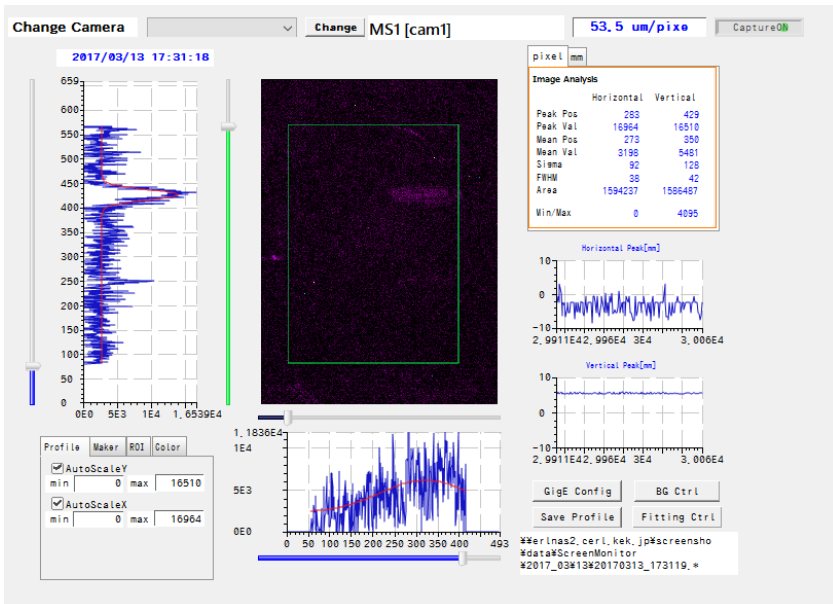 Change Camera
Change
MS1 [cam1]
53.5 um/pixe
CaptureON
2017/03/13 17:31:18
pixel mm
Image Analysis
Horizontal Vertical
Peak Pos 283 429
Peak Val 16964 16510
Mean Pos 273 350
Mean Val 3198 5481
Sigma 92 128
FWHM 38 42
Area 1594237 1586487
Min/Max 0 4095
659
600
550
500
450
400
350
300
250
200
150
100
50
0
0E0 5E3 1E4 1,6539E4
Horizontal Peak[mm]
10
0
-10
2,9911E4 2,996E4 3E4 3,006E4
Vertical Peak[mm]
10
0
-10
2,9911E4 2,996E4 3E4 3,006E4
Profile Maker ROI Color
AutoScaleY
min 0 max 16510
AutoScaleX
min 0 max 16964
1,1836E4
1E4
5E3
0E0
0 50 100 150 200 250 300 350 400 493
GigE Config BG Ctrl
Save Profile Fitting Ctrl
¥¥erlnas2.cerl.kek.jp¥screensho
¥data¥ScreenMonitor
¥2017_03¥13¥20170313_173119.*